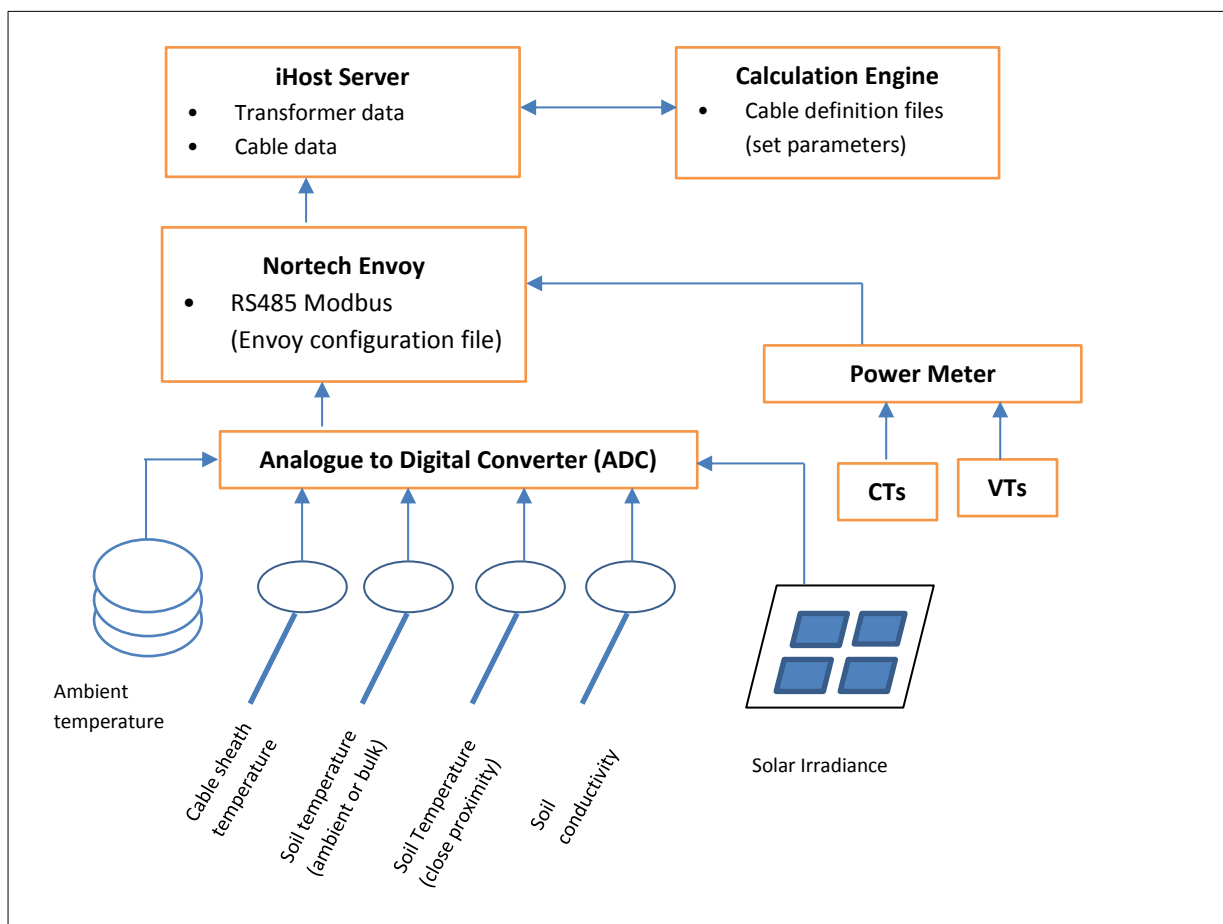 iHost Server
• Transformer data
• Cable data
Calculation Engine
• Cable definition files
(set parameters)
Nortech Envoy
• RS485 Modbus
(Envoy configuration file)
Power Meter
Analogue to Digital Converter (ADC)
CTs
VTs
Ambient
temperature
Cable sheath
temperature
Soil temperature
(ambient or bulk)
Soil Temperature
(close proximity)
Soil
conductivity
Solar Irradiance